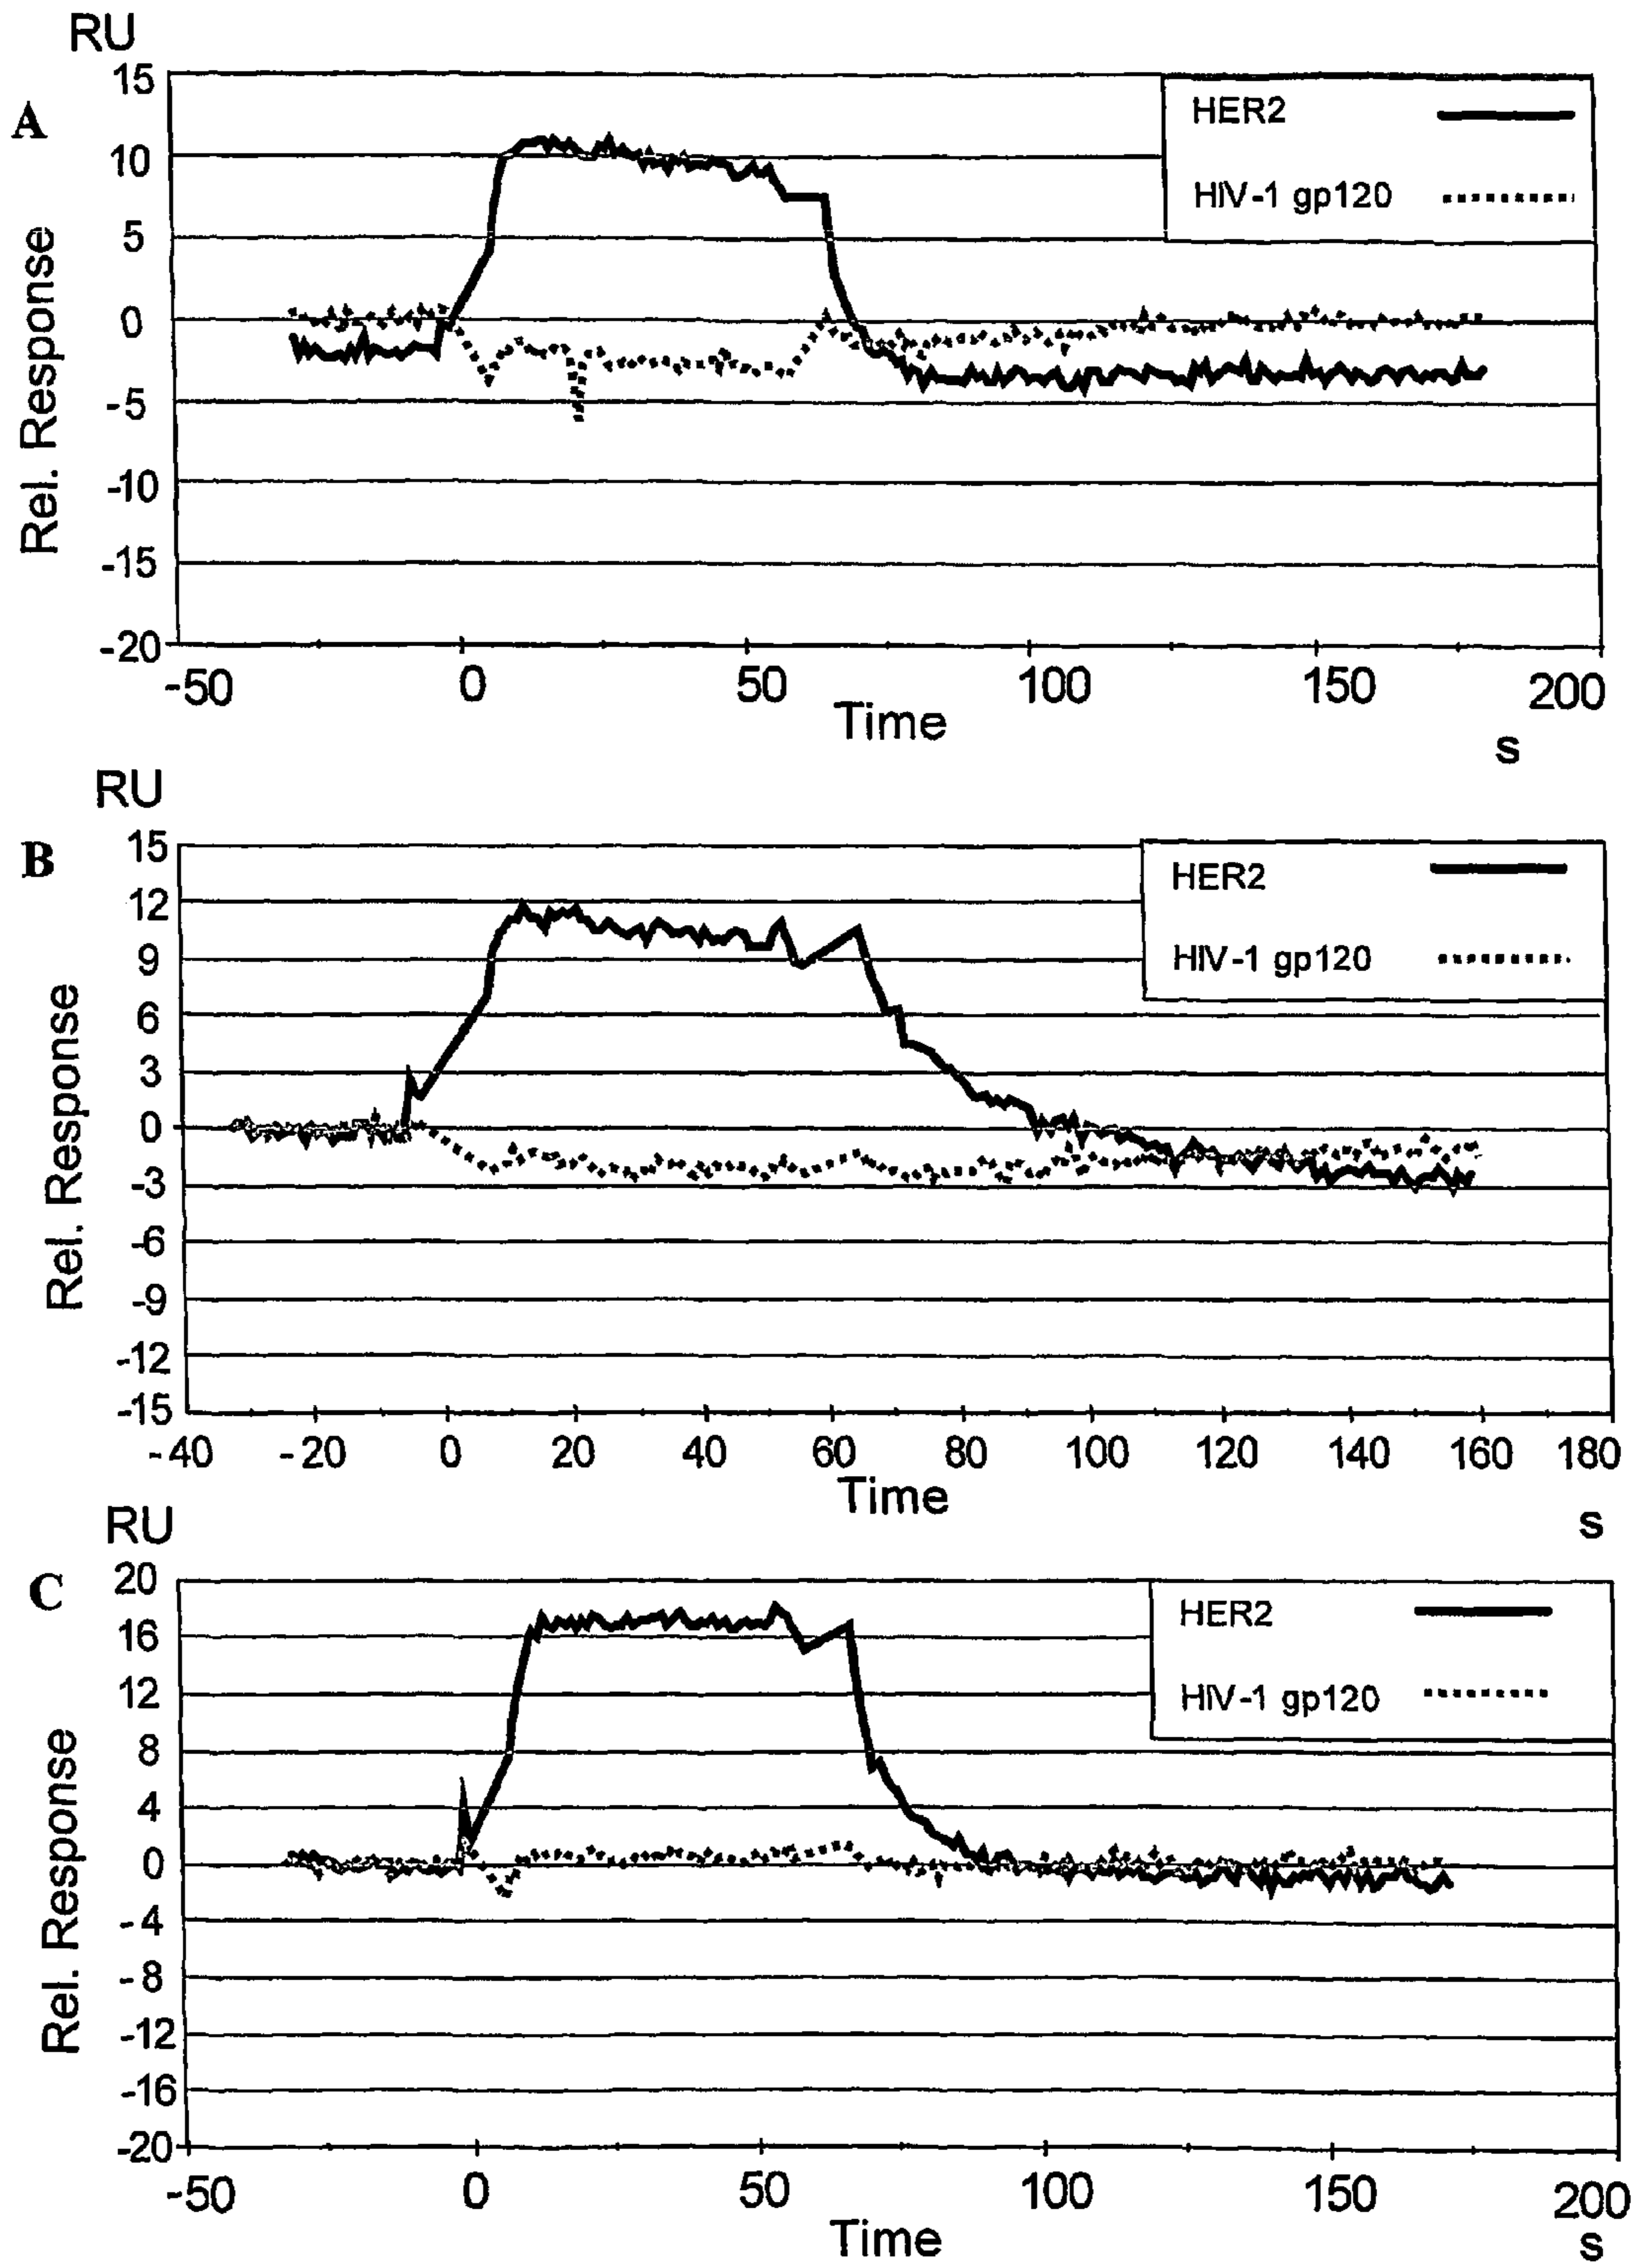 RU
A
15
10
5
0
-5
-10
-15
-20
Rel. Response
HER2
HIV-1 gp120
-50 0 50 100 150 200
Time
s
RU
B
15
12
9
6
3
0
-3
-6
-9
-12
-15
Rel. Response
HER2
HIV-1 gp120
-40 -20 0 20 40 60 80 100 120 140 160 180
Time
s
RU
C
20
16
12
8
4
0
-4
-8
-12
-16
-20
Rel. Response
HER2
HIV-1 gp120
-50 0 50 100 150 200
Time
s